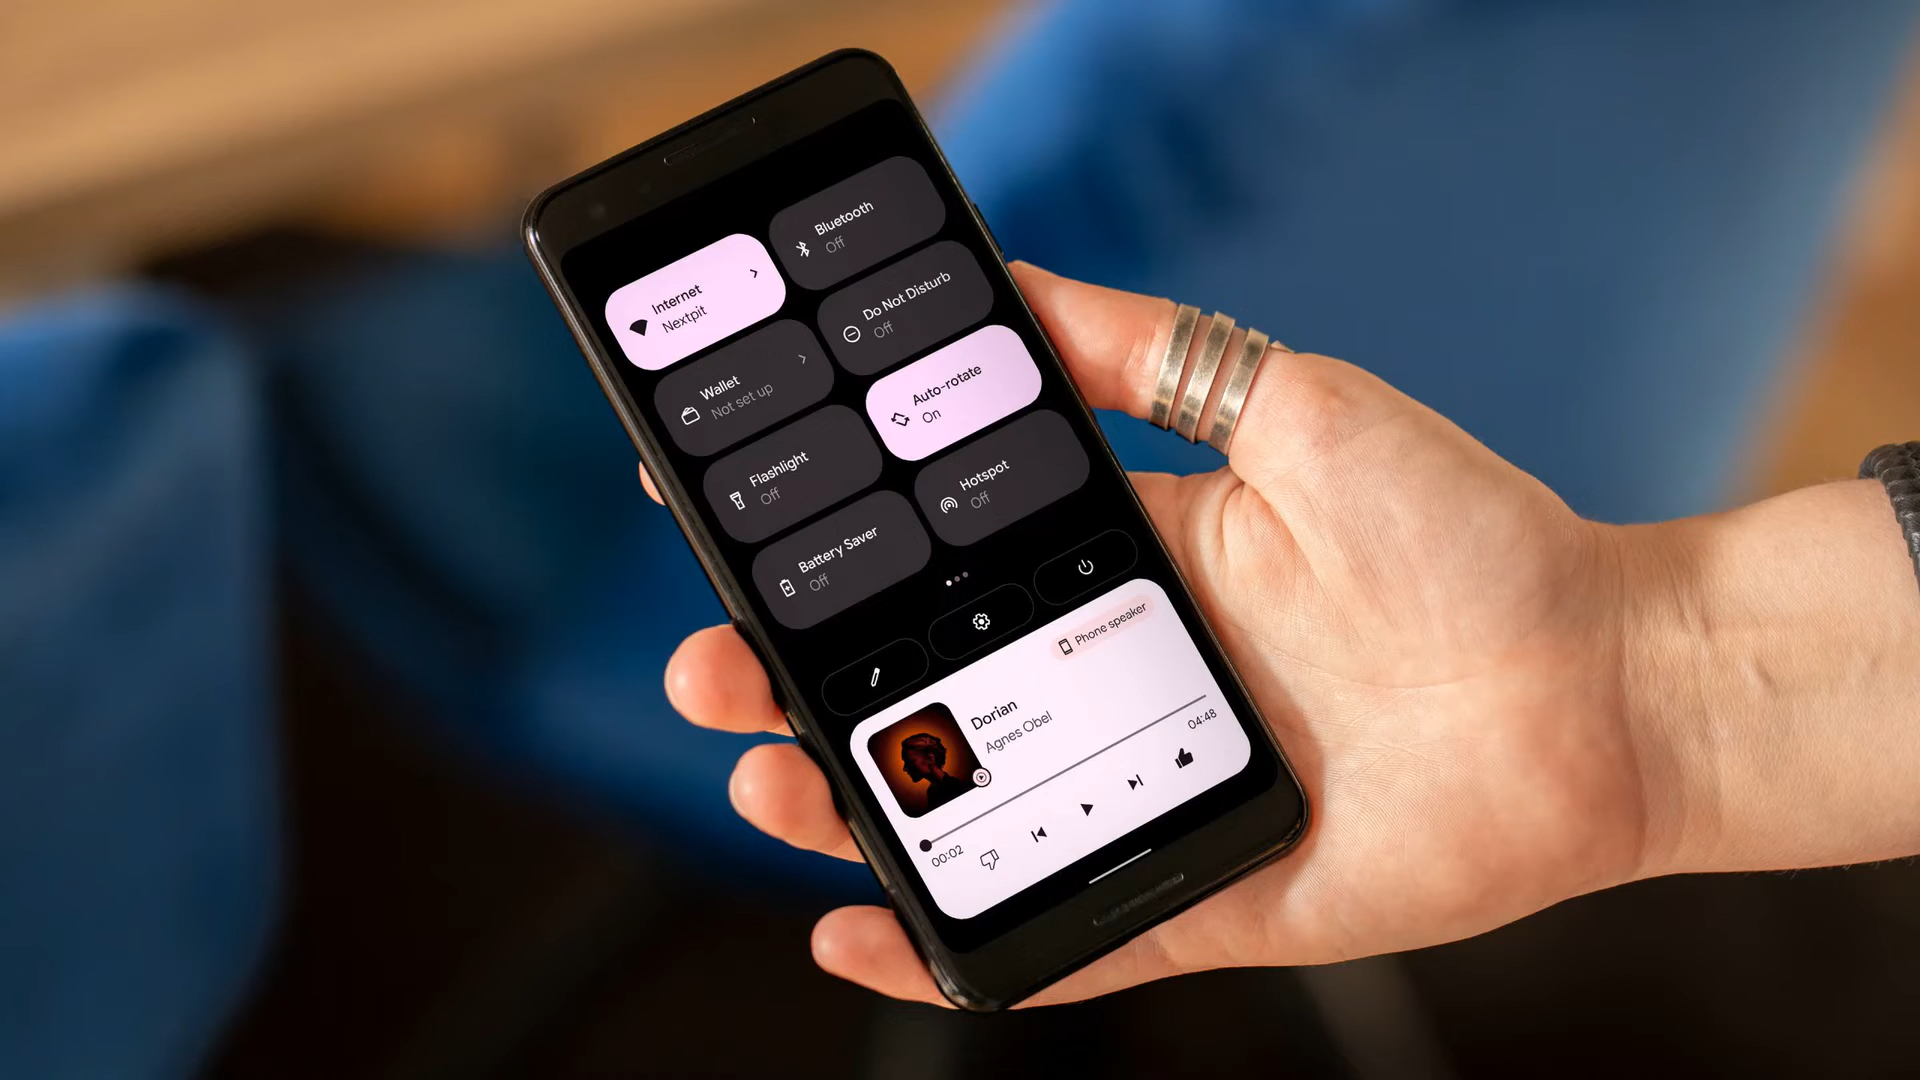 Internet
Nextpit
Bluetooth
Off
Wallet
Not set up
Do Not Disturb
Off
Flashlight
Off
Auto-rotate
On
Battery Saver
Off
Hotspot
Off
Phone speaker
Dorian
Agnes Obel
00:02
04:48